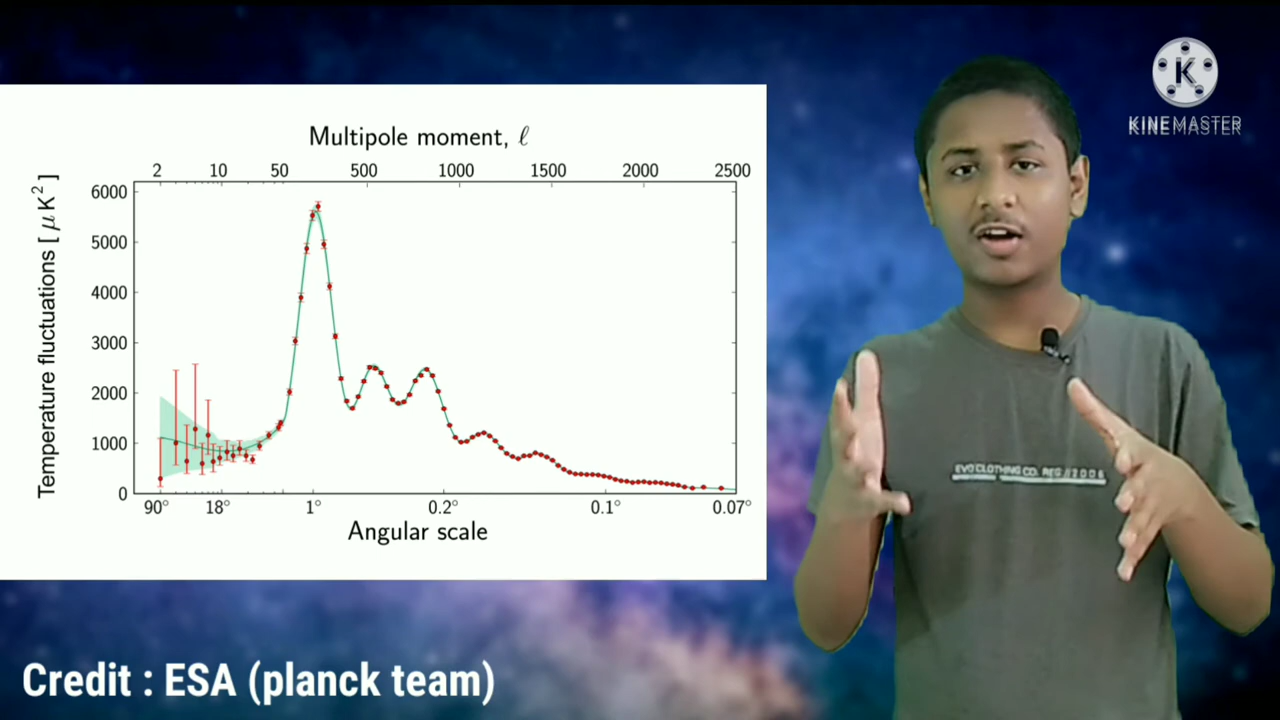 KINEMASTER
Multipole moment, ℓ
2 10 50 500 1000 1500 2000 2500
Temperature fluctuations [ μ K² ]
6000
5000
4000
3000
2000
1000
0
90° 18° 1° 0.2° 0.1° 0.07°
Angular scale
EVO CLOTHING CO. REG // 2006
Credit : ESA (planck team)